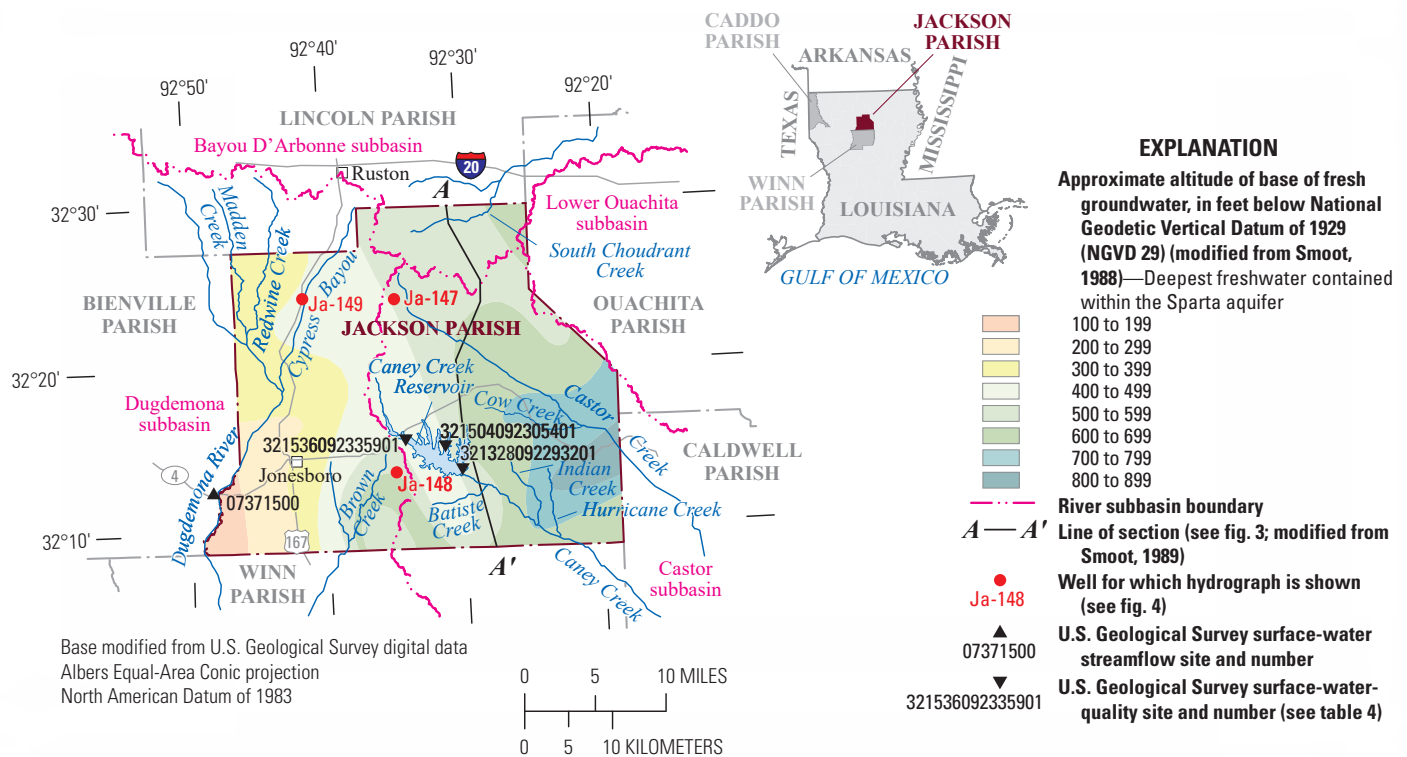 92°50'
92°40'
92°30'
92°20'
32°30'
32°20'
32°10'
LINCOLN PARISH
Bayou D'Arbonne subbasin
Ruston
20
A
Lower Ouachita
subbasin
South Choudrant
Creek
Madden
Creek
Redwine Creek
Cypress Bayou
BIENVILLE
PARISH
Ja-149
Ja-147
JACKSON PARISH
OUACHITA
PARISH
Caney Creek
Reservoir
Cow Creek
Castor
Creek
Dugdemona
subbasin
Dugdemona River
321536092335901
321504092305401
321328092293201
CALDWELL
PARISH
4
Jonesboro
07371500
Brown
Creek
Ja-148
Batiste
Creek
Indian
Creek
Hurricane Creek
167
WINN
PARISH
A'
Caney Creek
Castor
subbasin
Base modified from U.S. Geological Survey digital data
Albers Equal-Area Conic projection
North American Datum of 1983
0 5 10 MILES
0 5 10 KILOMETERS
CADDO
PARISH
JACKSON
PARISH
ARKANSAS
TEXAS
MISSISSIPPI
WINN
PARISH
LOUISIANA
GULF OF MEXICO
EXPLANATION
Approximate altitude of base of fresh
groundwater, in feet below National
Geodetic Vertical Datum of 1929
(NGVD 29) (modified from Smoot,
1988)—Deepest freshwater contained
within the Sparta aquifer
100 to 199
200 to 299
300 to 399
400 to 499
500 to 599
600 to 699
700 to 799
800 to 899
River subbasin boundary
A — A' Line of section (see fig. 3; modified from
Smoot, 1989)
Well for which hydrograph is shown
Ja-148 (see fig. 4)
U.S. Geological Survey surface-water
07371500 streamflow site and number
U.S. Geological Survey surface-water-
321536092335901 quality site and number (see table 4)